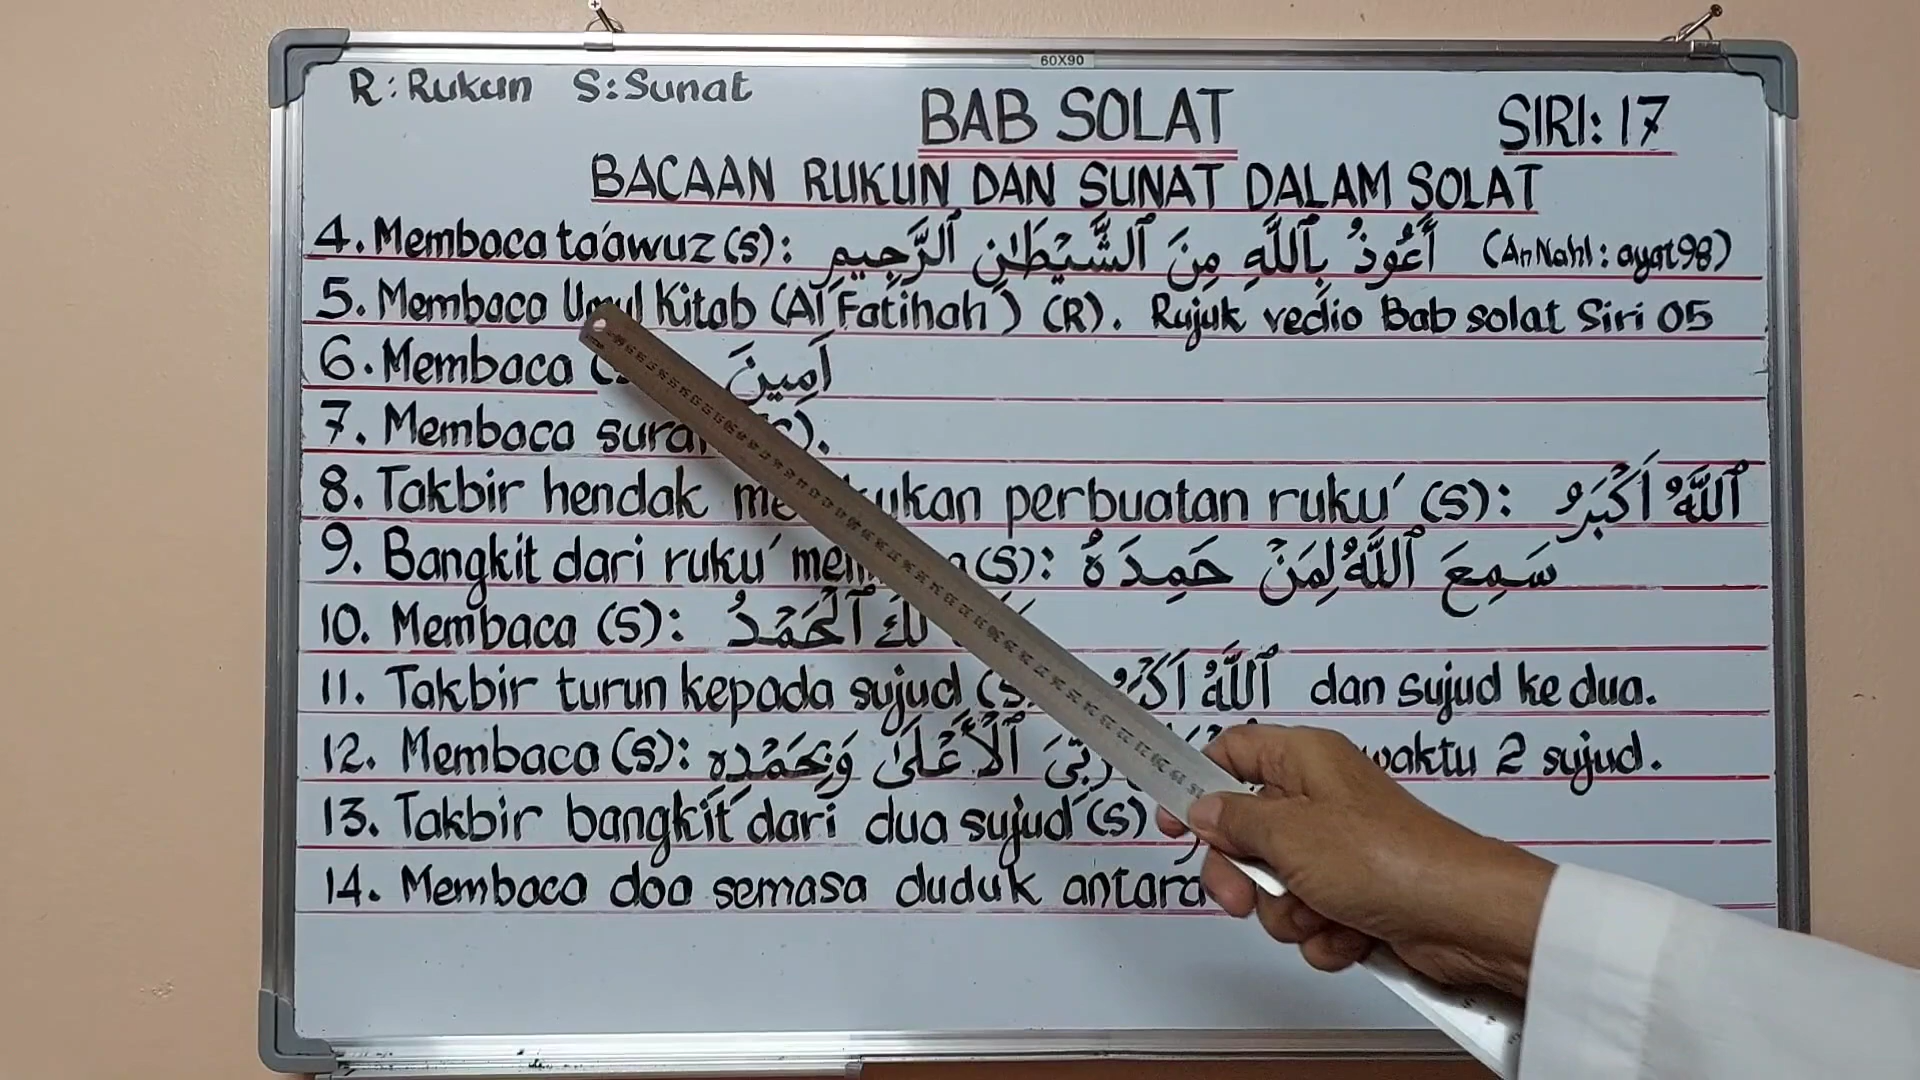 60X90
R: Rukun S: Sunat
BAB SOLAT
SIRI: 17
BACAAN RUKUN DAN SUNAT DALAM SOLAT
4. Membaca ta'awuz (S): أَعُوذُ بِٱللَّهِ مِنَ ٱلشَّيْطَٰنِ ٱلرَّجِيمِ (An Nahl: ayat 98)
5. Membaca Kitab (Al Fatihah) (R). Rujuk vedio Bab solat Siri 05
6. Membaca آمِينَ
7. Membaca
8. Takbir hendak perbuatan ruku' (S): ٱللَّهُ أَكْبَرُ
9. Bangkit dari ruku' (S): سَمِعَ ٱللَّهُ لِمَنْ حَمِدَهُ
10. Membaca (S): لَكَ ٱلْحَمْدُ
11. Takbir turun kepada sujud ٱللَّهُ dan sujud ke dua.
12. Membaca (S): رَبِّيَ ٱلْأَعْلَىٰ وَبِحَمْدِهِ waktu 2 sujud.
13. Takbir bangkit dari dua sujud (S)
14. Membaca doa semasa duduk antara